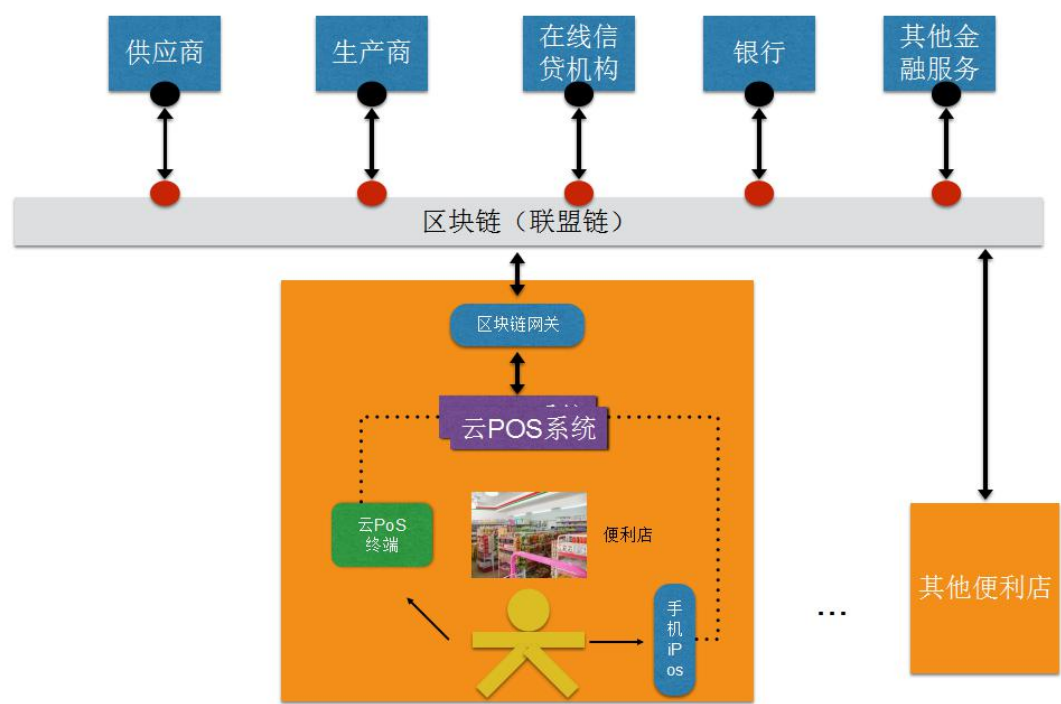 供应商
生产商
在线信
贷机构
银行
其他金
融服务
区块链（联盟链）
区块链网关
云POS系统
云PoS
终端
便利店
手
机
iP
os
...
其他便利店